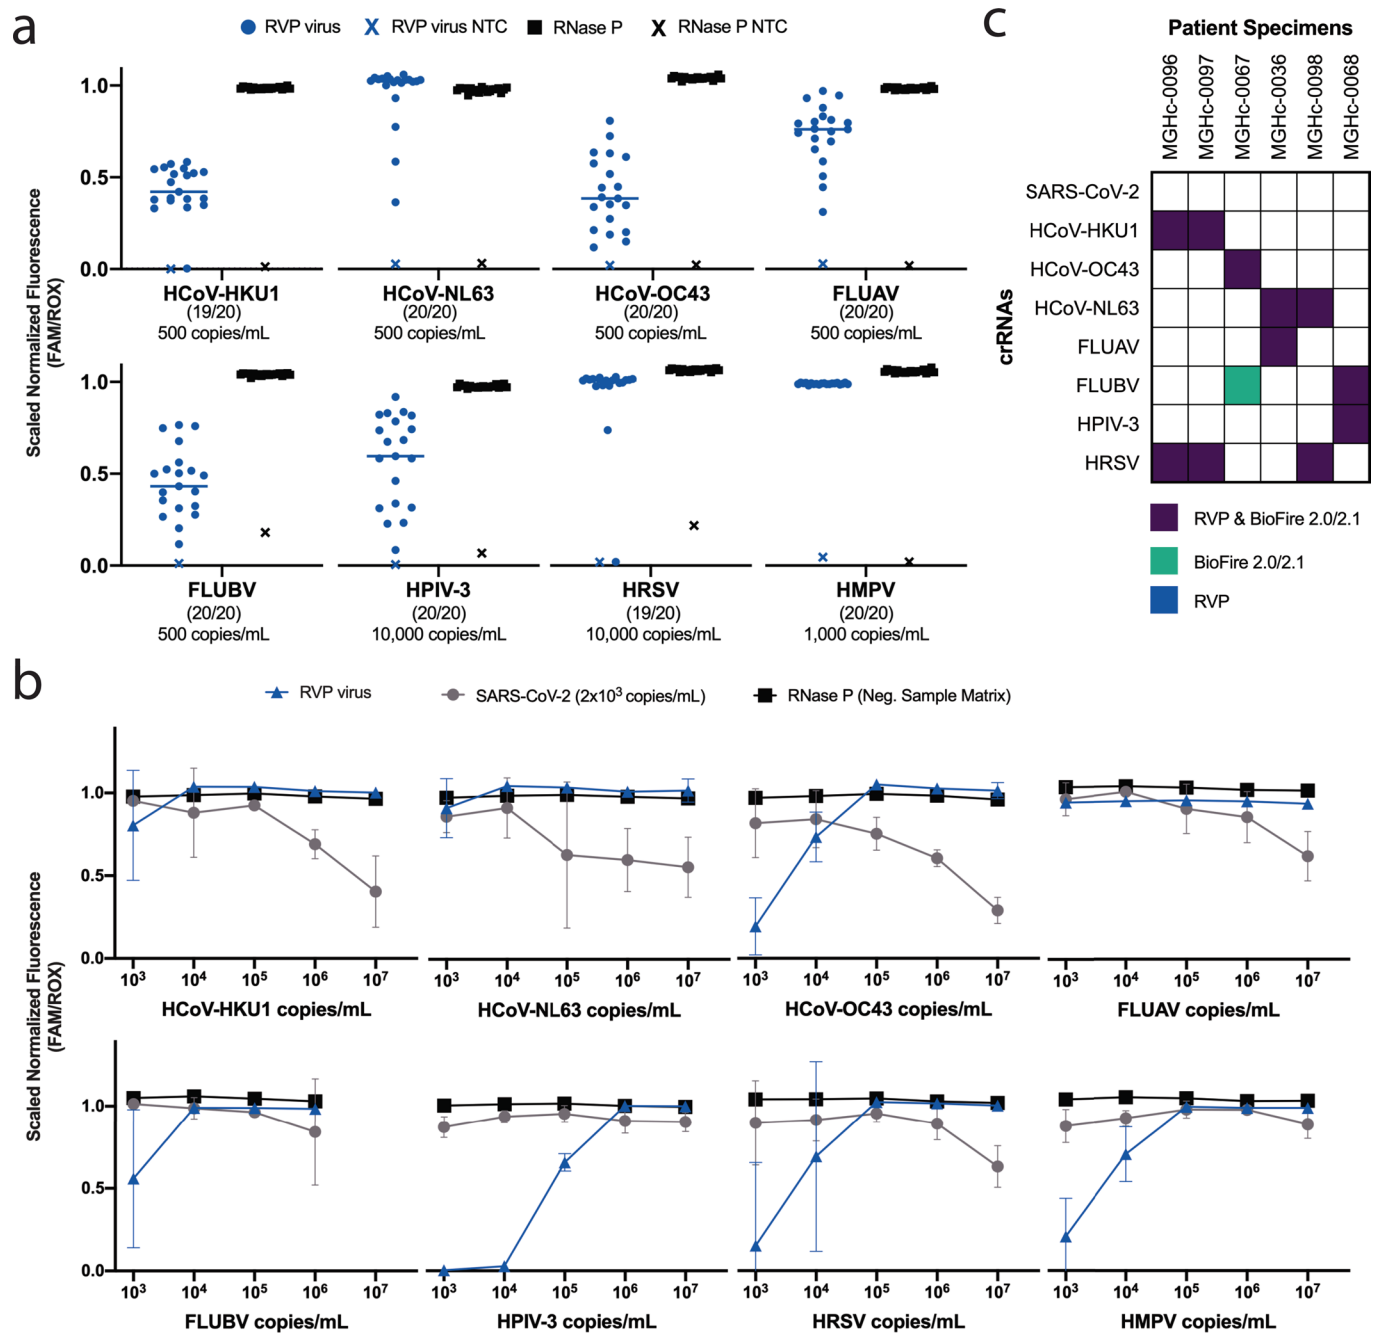 a
RVP virus RVP virus NTC RNase P RNase P NTC
Scaled Normalized Fluorescence
(FAM/ROX)
1.0
0.5
0.0
HCoV-HKU1 HCoV-NL63 HCoV-OC43 FLUAV
(19/20) (20/20) (20/20) (20/20)
500 copies/mL 500 copies/mL 500 copies/mL 500 copies/mL
1.0
0.5
0.0
FLUBV HPIV-3 HRSV HMPV
(20/20) (20/20) (19/20) (20/20)
500 copies/mL 10,000 copies/mL 10,000 copies/mL 1,000 copies/mL
c
Patient Specimens
MGHc-0096 MGHc-0097 MGHc-0067 MGHc-0036 MGHc-0098 MGHc-0068
crRNAs
SARS-CoV-2
HCoV-HKU1
HCoV-OC43
HCoV-NL63
FLUAV
FLUBV
HPIV-3
HRSV
RVP & BioFire 2.0/2.1
BioFire 2.0/2.1
RVP
b
RVP virus SARS-CoV-2 (2x10³ copies/mL) RNase P (Neg. Sample Matrix)
Scaled Normalized Fluorescence
(FAM/ROX)
1.0
0.5
0.0
10³ 10⁴ 10⁵ 10⁶ 10⁷ 10³ 10⁴ 10⁵ 10⁶ 10⁷ 10³ 10⁴ 10⁵ 10⁶ 10⁷ 10³ 10⁴ 10⁵ 10⁶ 10⁷
HCoV-HKU1 copies/mL HCoV-NL63 copies/mL HCoV-OC43 copies/mL FLUAV copies/mL
1.0
0.5
0.0
10³ 10⁴ 10⁵ 10⁶ 10⁷ 10³ 10⁴ 10⁵ 10⁶ 10⁷ 10³ 10⁴ 10⁵ 10⁶ 10⁷ 10³ 10⁴ 10⁵ 10⁶ 10⁷
FLUBV copies/mL HPIV-3 copies/mL HRSV copies/mL HMPV copies/mL